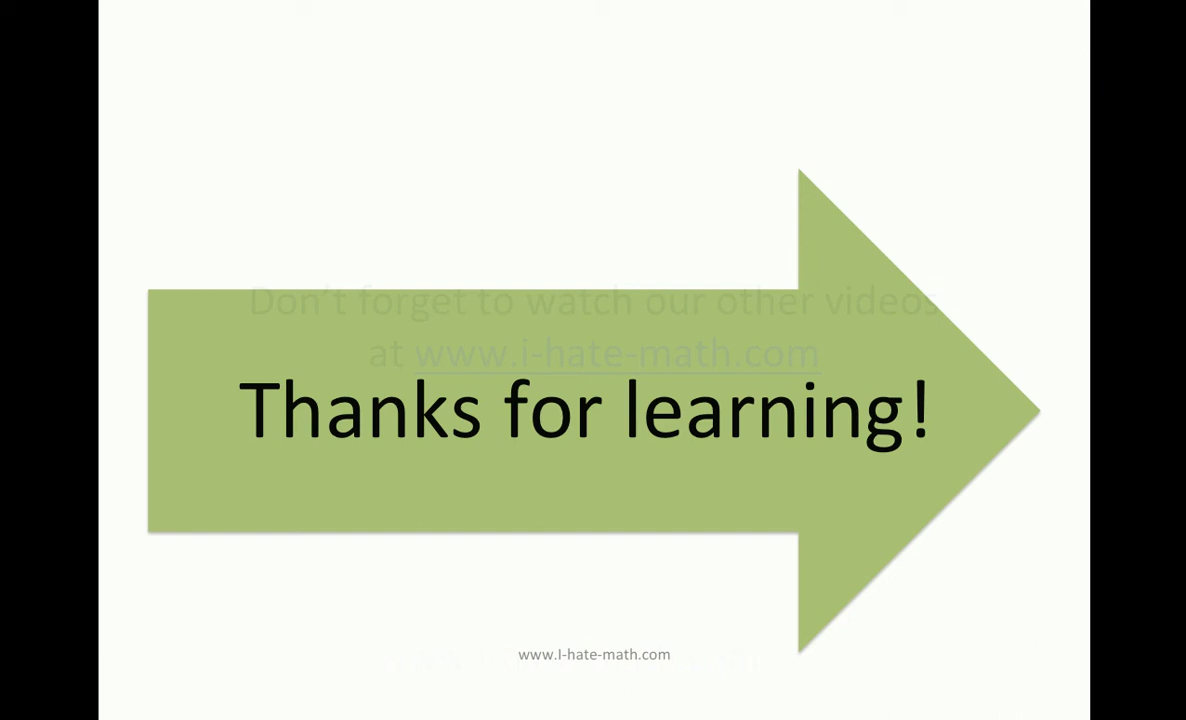 Don't forget to watch our other videos
at www.i-hate-math.com
Thanks for learning!
www.I-hate-math.com